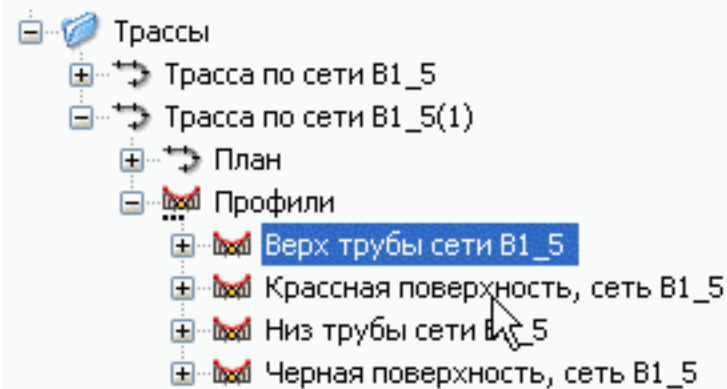 Трассы
Трасса по сети В1_5
Трасса по сети В1_5(1)
План
Профили
Верх трубы сети В1_5
Крассная поверхность, сеть В1_5
Низ трубы сети В1_5
Черная поверхность, сеть В1_5